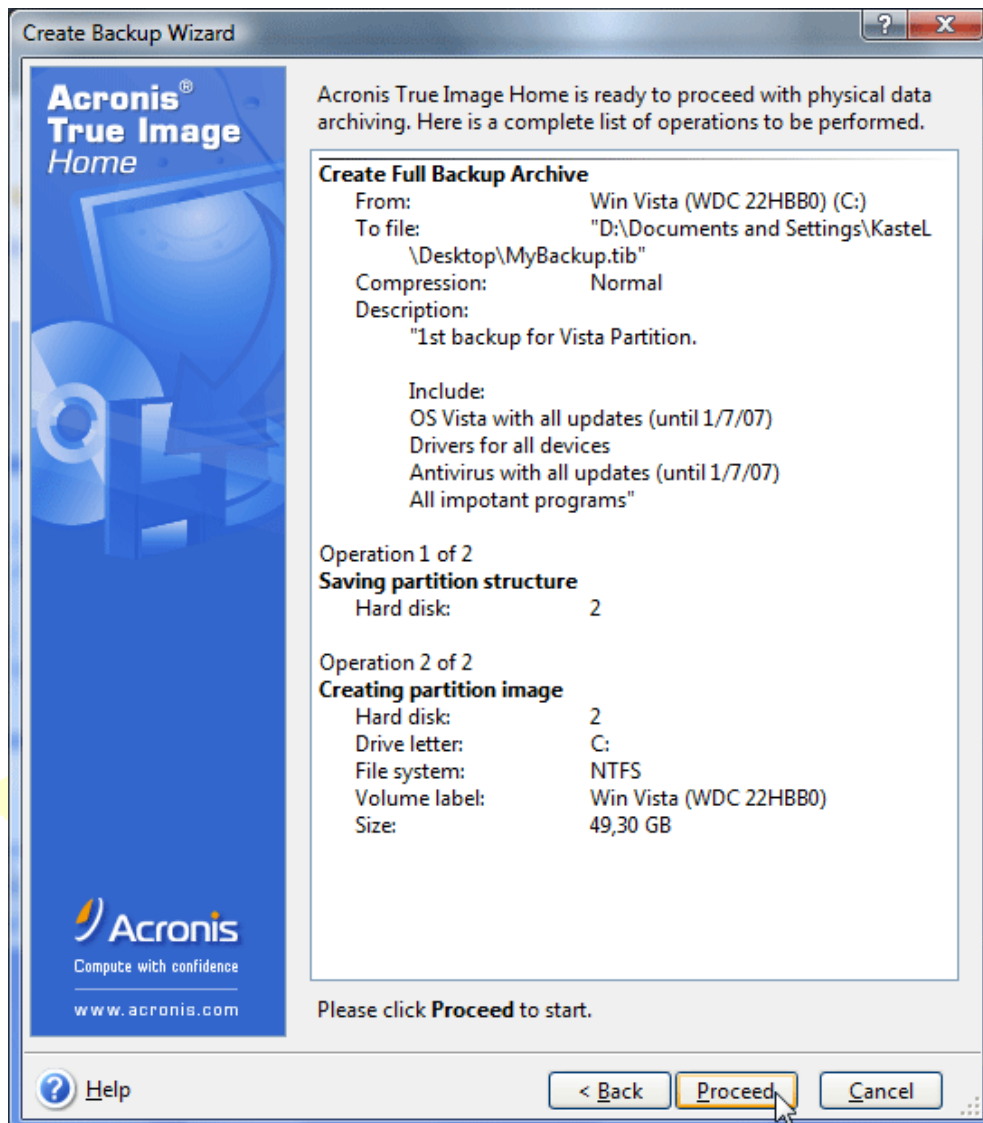 Create Backup Wizard
Acronis®
True Image
Home
Acronis True Image Home is ready to proceed with physical data
archiving. Here is a complete list of operations to be performed.
Create Full Backup Archive
From: Win Vista (WDC 22HBB0) (C:)
To file: "D:\Documents and Settings\KasteL
\Desktop\MyBackup.tib"
Compression: Normal
Description:
"1st backup for Vista Partition.
Include:
OS Vista with all updates (until 1/7/07)
Drivers for all devices
Antivirus with all updates (until 1/7/07)
All impotant programs"
Operation 1 of 2
Saving partition structure
Hard disk: 2
Operation 2 of 2
Creating partition image
Hard disk: 2
Drive letter: C:
File system: NTFS
Volume label: Win Vista (WDC 22HBB0)
Size: 49,30 GB
Acronis
Compute with confidence
www.acronis.com
Please click Proceed to start.
Help
< Back Proceed Cancel